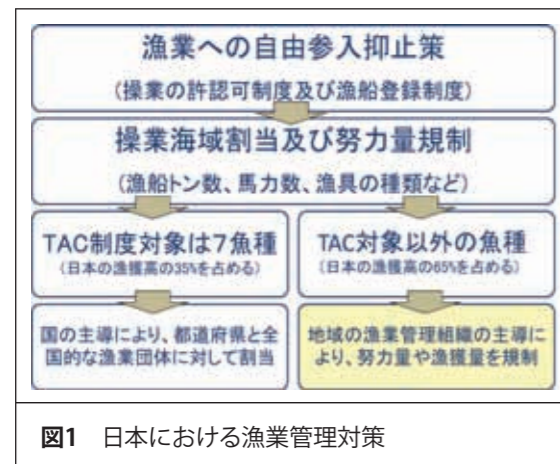 漁業への自由参入抑止策
(操業の許認可制度及び漁船登録制度)
操業海域割当及び努力量規制
(漁船トン数、馬力数、漁具の種類など)
TAC制度対象は7魚種
(日本の漁獲高の35%を占める)
TAC対象以外の魚種
(日本の漁獲高の65%を占める)
国の主導により、都道府県と全
国的な漁業団体に対して割当
地域の漁業管理組織の主導に
より、努力量や漁獲量を規制
図1 日本における漁業管理対策